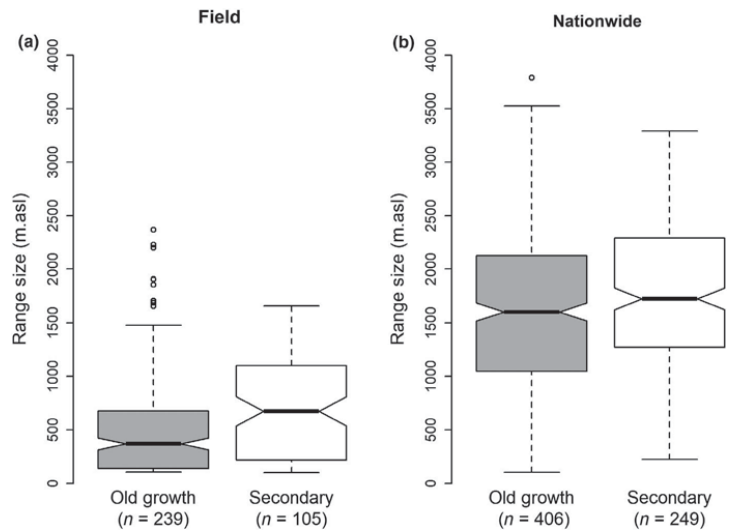 Field
(a)
Range size (m.asl)
4000
3500
3000
2500
2000
1500
1000
500
0
Old growth
(n = 239)
Secondary
(n = 105)
Nationwide
(b)
Range size (m.asl)
4000
3500
3000
2500
2000
1500
1000
500
0
Old growth
(n = 406)
Secondary
(n = 249)